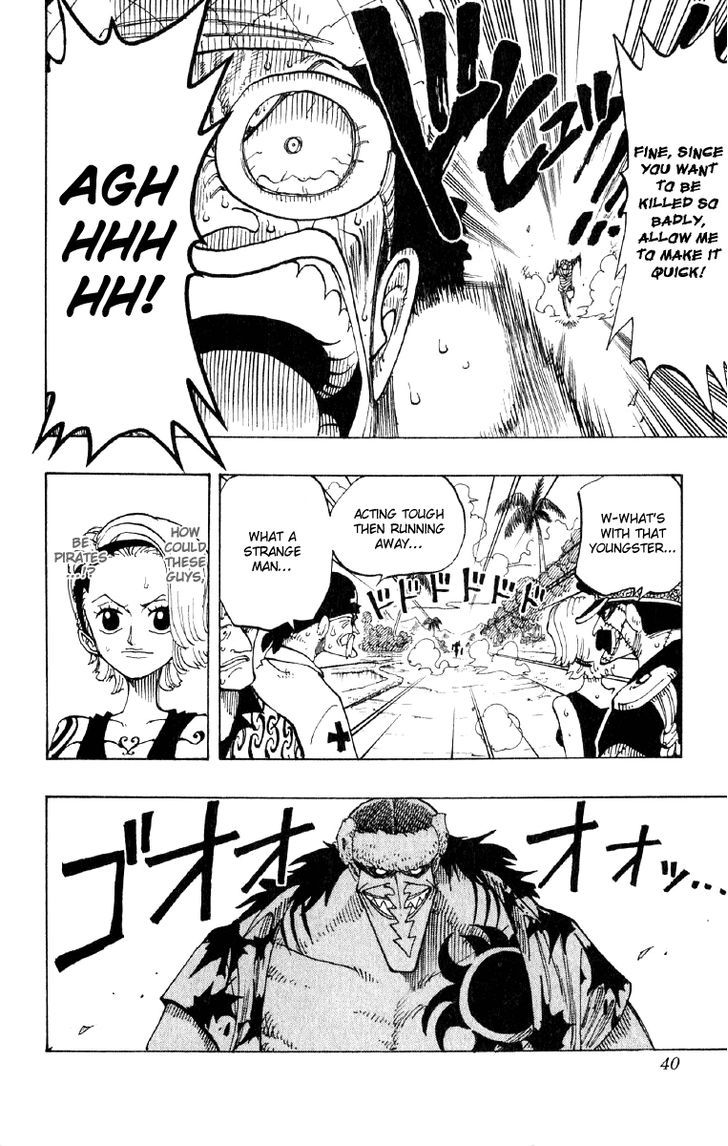 FINE, SINCE
YOU WANT
TO BE
KILLED SO
BADLY,
ALLOW ME
TO MAKE IT
QUICK!
ドヒュッ
!!
AGH
HHH
HH!
W-WHAT'S
WITH THAT
YOUNGSTER...
ACTING TOUGH
THEN RUNNING
AWAY...
WHAT A
STRANGE
MAN...
ドドドドドド
HOW
COULD
THESE
GUYS,
BE
PIRATES
...!?
ゴオオオオッ...
40